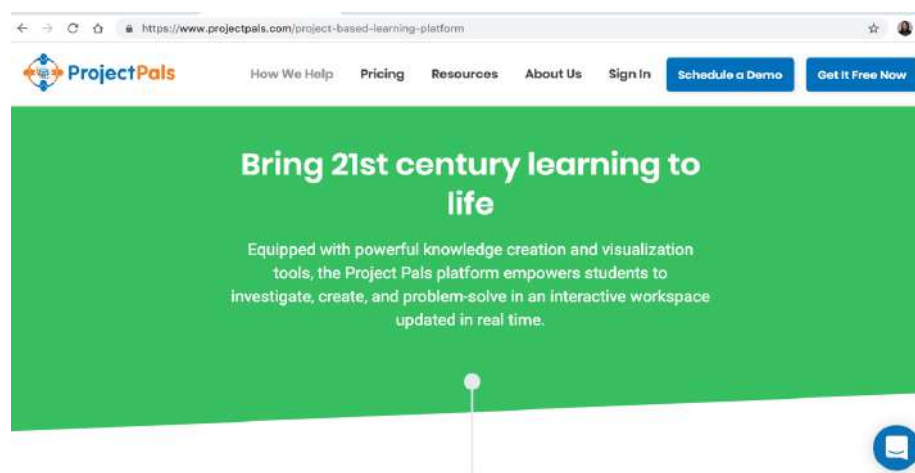 https://www.projectpals.com/project-based-learning-platform
ProjectPals How We Help Pricing Resources About Us Sign In Schedule a Demo Get It Free Now
Bring 21st century learning to
life
Equipped with powerful knowledge creation and visualization
tools, the Project Pals platform empowers students to
investigate, create, and problem-solve in an interactive workspace
updated in real time.